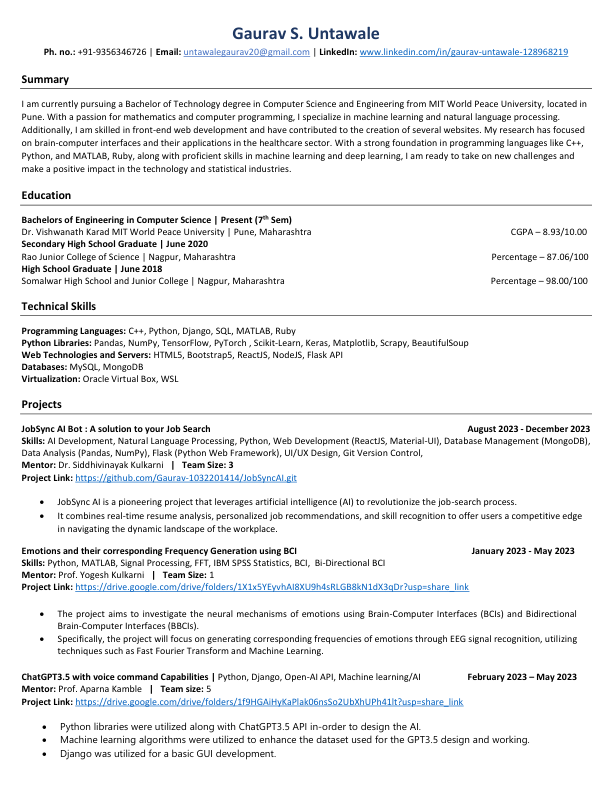 Gaurav S. Untawale
Ph. no.: +91-9356346726 | Email: untawalegaurav20@gmail.com | LinkedIn: www.linkedin.com/in/gaurav-untawale-128968219
Summary
I am currently pursuing a Bachelor of Technology degree in Computer Science and Engineering from MIT World Peace University, located in
Pune. With a passion for mathematics and computer programming, I specialize in machine learning and natural language processing.
Additionally, I am skilled in front-end web development and have contributed to the creation of several websites. My research has focused
on brain-computer interfaces and their applications in the healthcare sector. With a strong foundation in programming languages like C++,
Python, and MATLAB, Ruby, along with proficient skills in machine learning and deep learning, I am ready to take on new challenges and
make a positive impact in the technology and statistical industries.
Education
Bachelors of Engineering in Computer Science | Present (7th Sem)
Dr. Vishwanath Karad MIT World Peace University | Pune, Maharashtra CGPA – 8.93/10.00
Secondary High School Graduate | June 2020
Rao Junior College of Science | Nagpur, Maharashtra Percentage – 87.06/100
High School Graduate | June 2018
Somalwar High School and Junior College | Nagpur, Maharashtra Percentage – 98.00/100
Technical Skills
Programming Languages: C++, Python, Django, SQL, MATLAB, Ruby
Python Libraries: Pandas, NumPy, TensorFlow, PyTorch , Scikit-Learn, Keras, Matplotlib, Scrapy, BeautifulSoup
Web Technologies and Servers: HTML5, Bootstrap5, ReactJS, NodeJS, Flask API
Databases: MySQL, MongoDB
Virtualization: Oracle Virtual Box, WSL
Projects
JobSync AI Bot : A solution to your Job Search August 2023 - December 2023
Skills: AI Development, Natural Language Processing, Python, Web Development (ReactJS, Material-UI), Database Management (MongoDB),
Data Analysis (Pandas, NumPy), Flask (Python Web Framework), UI/UX Design, Git Version Control,
Mentor: Dr. Siddhivinayak Kulkarni | Team Size: 3
Project Link: https://github.com/Gaurav-1032201414/JobSyncAI.git
• JobSync AI is a pioneering project that leverages artificial intelligence (AI) to revolutionize the job-search process.
• It combines real-time resume analysis, personalized job recommendations, and skill recognition to offer users a competitive edge
in navigating the dynamic landscape of the workplace.
Emotions and their corresponding Frequency Generation using BCI January 2023 - May 2023
Skills: Python, MATLAB, Signal Processing, FFT, IBM SPSS Statistics, BCI, Bi-Directional BCI
Mentor: Prof. Yogesh Kulkarni | Team Size: 1
Project Link: https://drive.google.com/drive/folders/1X1x5YEyvhAI8XU9h4sRLGB8kN1dX3qDr?usp=share_link
• The project aims to investigate the neural mechanisms of emotions using Brain-Computer Interfaces (BCIs) and Bidirectional
Brain-Computer Interfaces (BBCIs).
• Specifically, the project will focus on generating corresponding frequencies of emotions through EEG signal recognition, utilizing
techniques such as Fast Fourier Transform and Machine Learning.
ChatGPT3.5 with voice command Capabilities | Python, Django, Open-AI API, Machine learning/AI February 2023 – May 2023
Mentor: Prof. Aparna Kamble | Team size: 5
Project Link: https://drive.google.com/drive/folders/1f9HGAiHyKaPlak06nsSo2UbXhUPh41lt?usp=share_link
• Python libraries were utilized along with ChatGPT3.5 API in-order to design the AI.
• Machine learning algorithms were utilized to enhance the dataset used for the GPT3.5 design and working.
• Django was utilized for a basic GUI development.